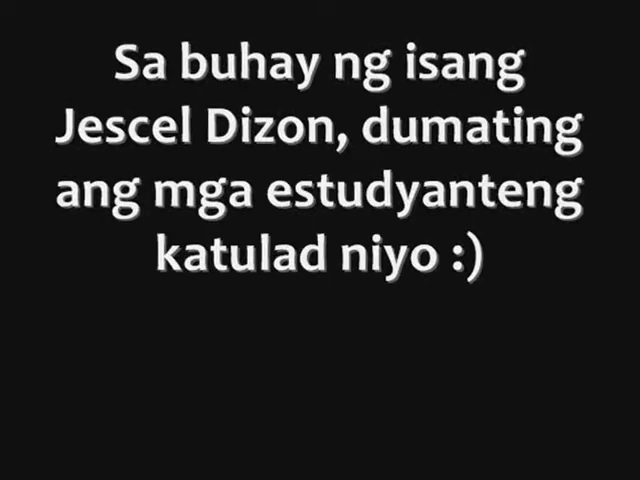 Sa buhay ng isang
Jescel Dizon, dumating
ang mga estudyanteng
katulad niyo :)